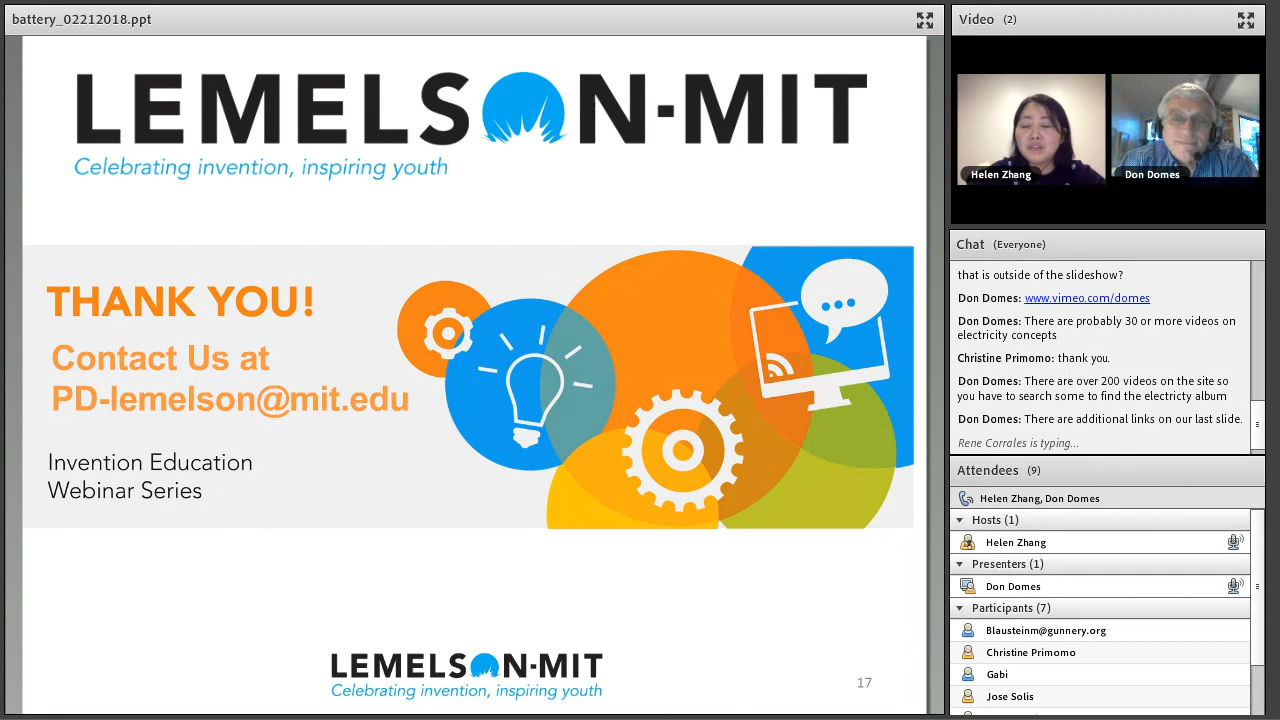 battery_02212018.ppt
LEMELSON-MIT
Celebrating invention, inspiring youth
THANK YOU!
Contact Us at
PD-lemelson@mit.edu
Invention Education
Webinar Series
LEMELSON-MIT
Celebrating invention, inspiring youth
17
Video (2)
Helen Zhang
Don Domes
Chat (Everyone)
that is outside of the slideshow?
Don Domes: www.vimeo.com/domes
Don Domes: There are probably 30 or more videos on
electricity concepts
Christine Primomo: thank you.
Don Domes: There are over 200 videos on the site so
you have to search some to find the electricty album
Don Domes: There are additional links on our last slide.
Rene Corrales is typing...
Attendees (9)
Helen Zhang, Don Domes
Hosts (1)
Helen Zhang
Presenters (1)
Don Domes
Participants (7)
Blausteinm@gunnery.org
Christine Primomo
Gabi
Jose Solis